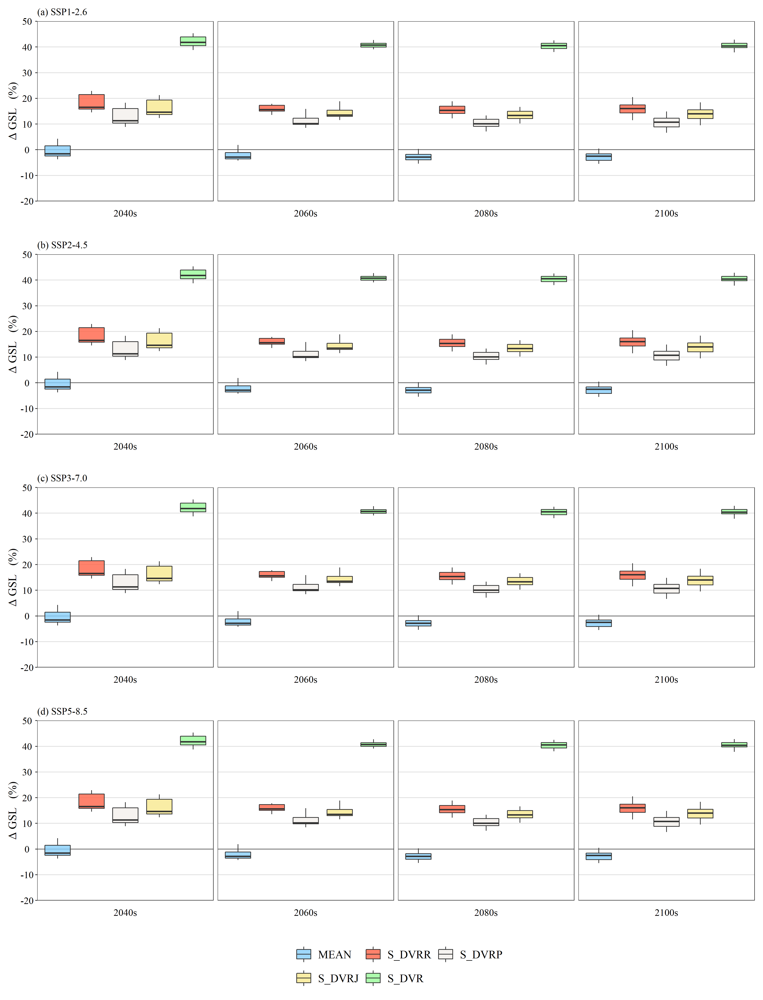 (a) SSP1-2.6
50
40
30
20
10
0
-10
-20
Δ GSL (%)
2040s 2060s 2080s 2100s
(b) SSP2-4.5
50
40
30
20
10
0
-10
-20
Δ GSL (%)
2040s 2060s 2080s 2100s
(c) SSP3-7.0
50
40
30
20
10
0
-10
-20
Δ GSL (%)
2040s 2060s 2080s 2100s
(d) SSP5-8.5
50
40
30
20
10
0
-10
-20
Δ GSL (%)
2040s 2060s 2080s 2100s
MEAN S_DVRR S_DVRP
S_DVRJ S_DVR